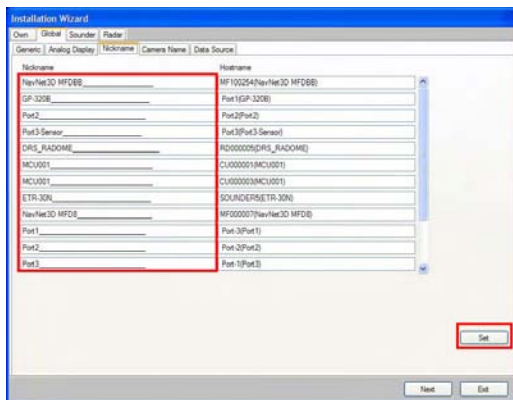 Installation Wizard
Own Global Sounder Radar
Generic Analog Display Nickname Camera Name Data Source
Nickname Hostname
NavNet3D MFDBB MF100254(NavNet3D MFDBB)
GP-320B Port1(GP-320B)
Port2 Port2(Port2)
Port3-Sensor Port3(Port3-Sensor)
DRS_RADOME RD000005(DRS_RADOME)
MCU001 CU000001(MCU001)
MCU001 CU000003(MCU001)
ETR-30N SOUNDER5(ETR-30N)
NavNet3D MFD8 MF000007(NavNet3D MFD8)
Port1 Port-3(Port1)
Port2 Port-2(Port2)
Port3 Port-1(Port3)
Set
Next Exit